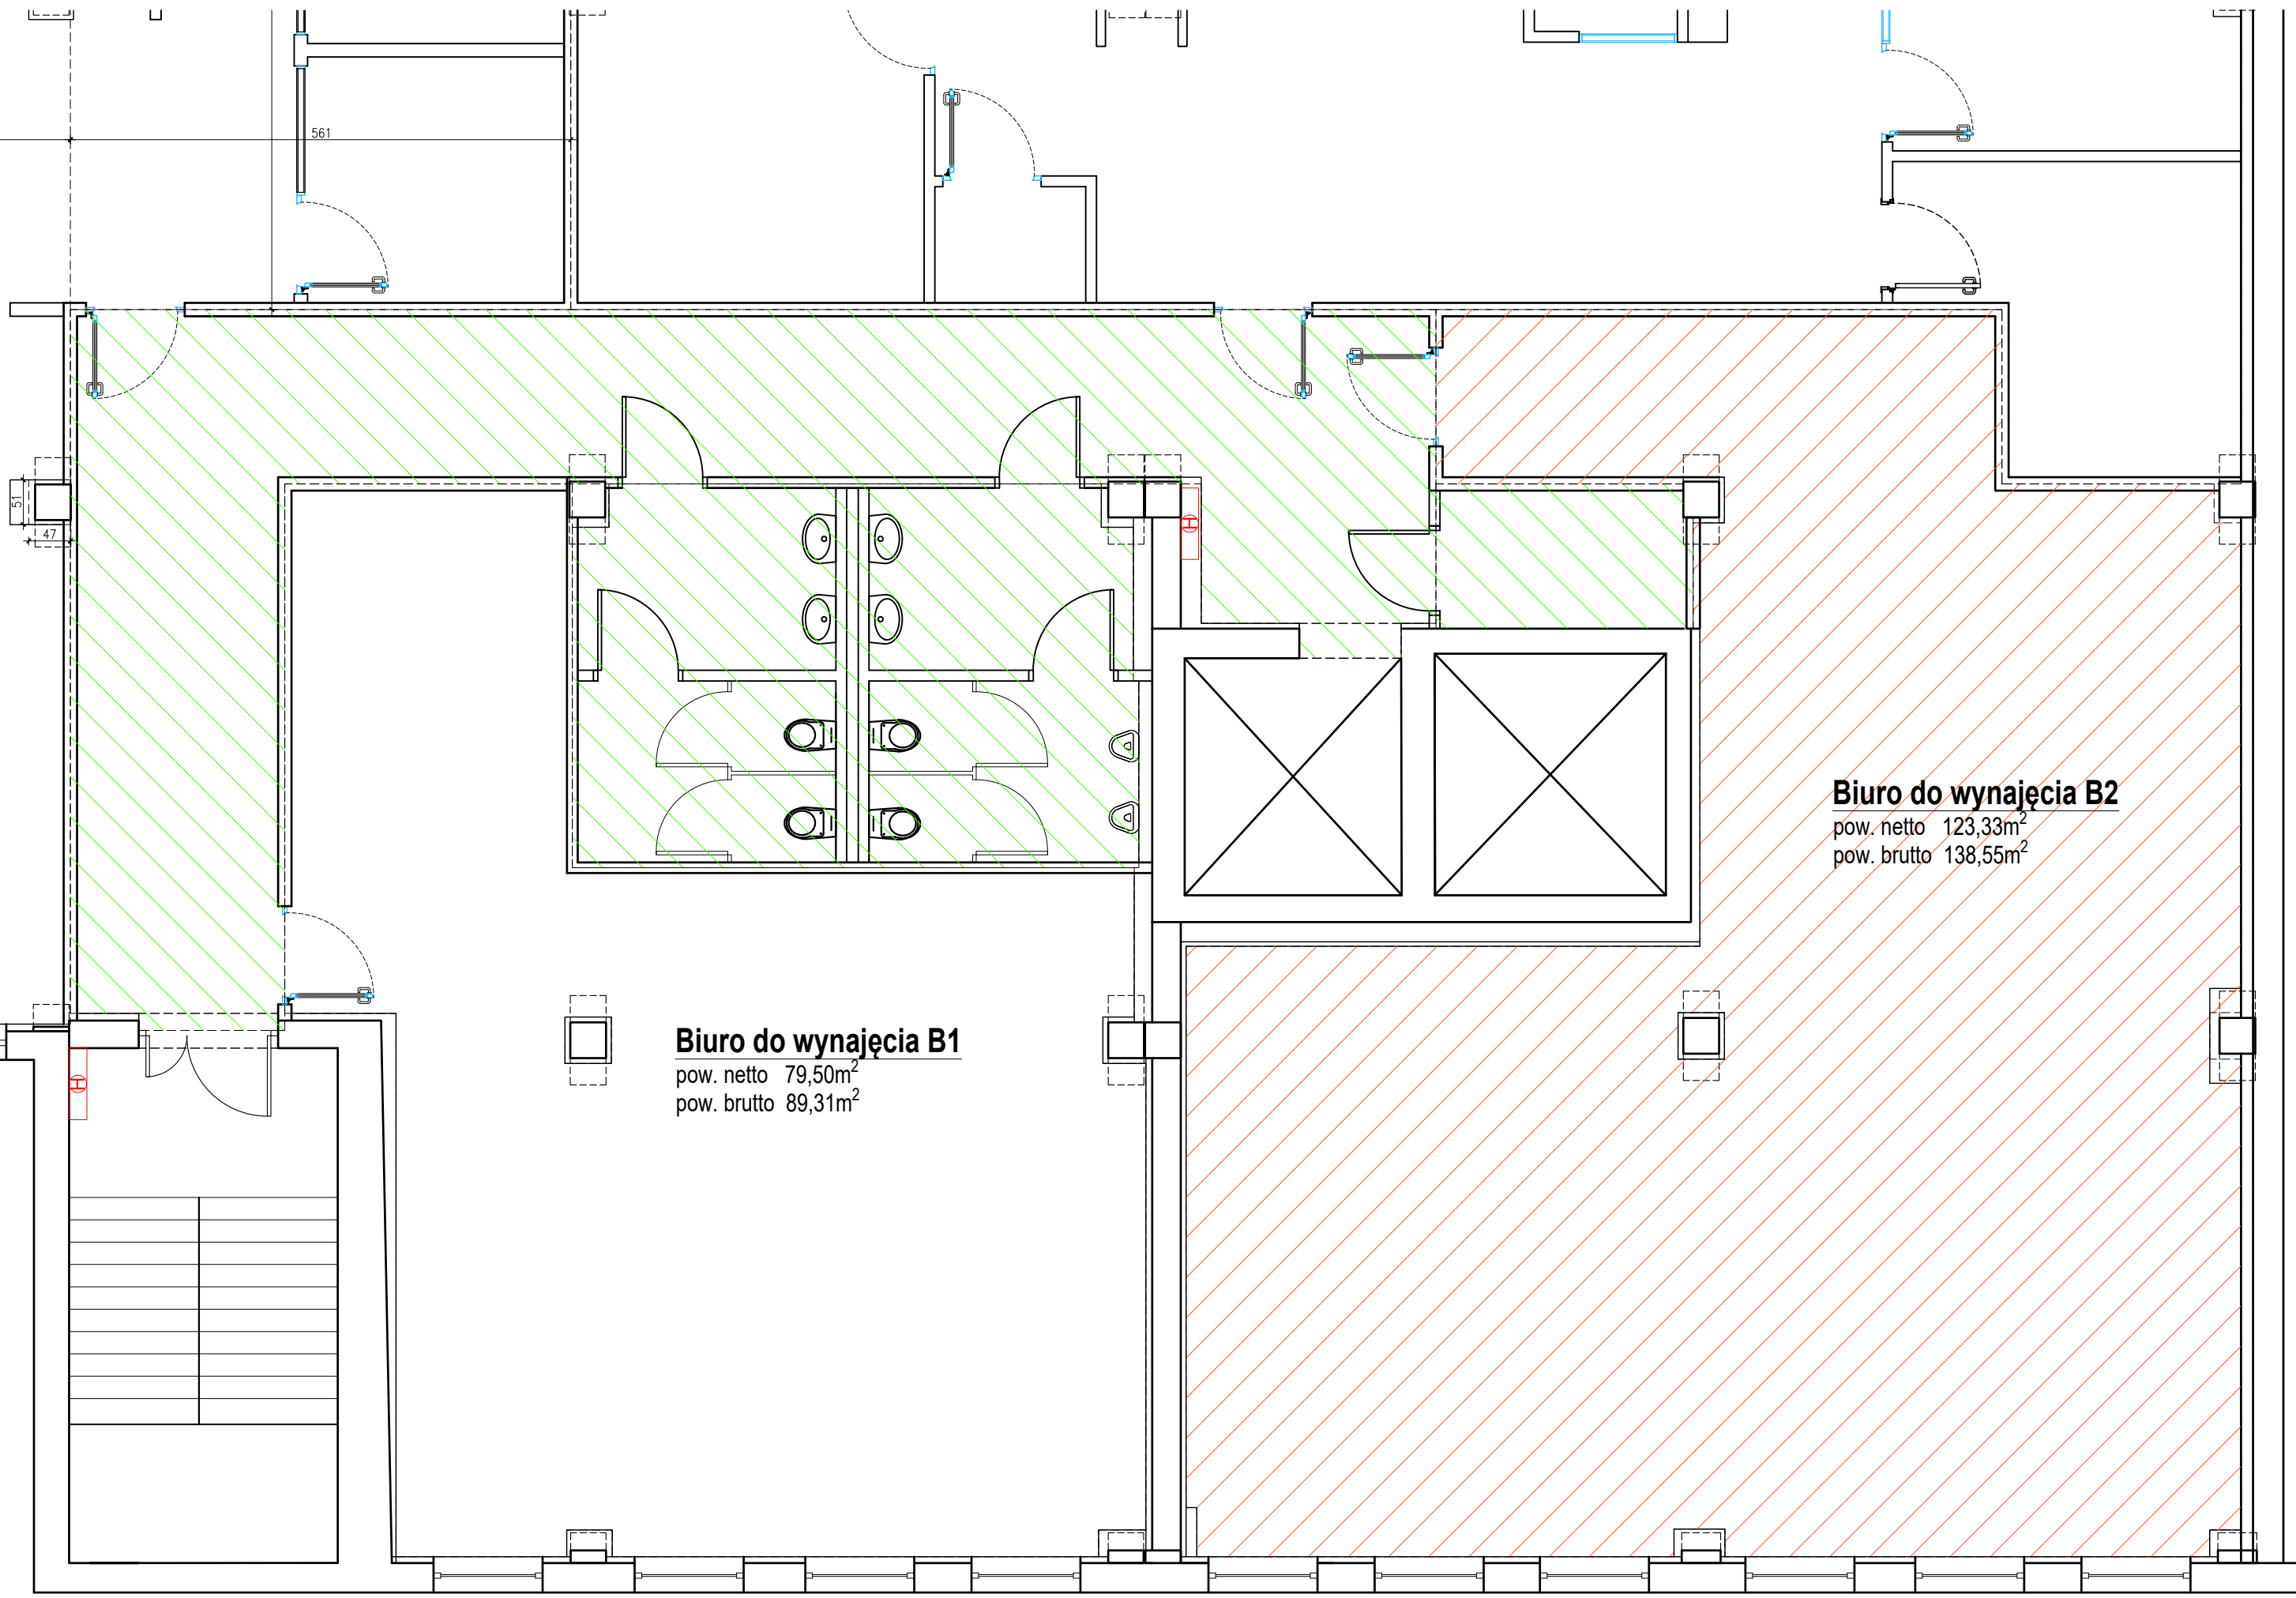 561
51
47
H
H
Biuro do wynajęcia B2
pow. netto 123,33m²
pow. brutto 138,55m²
Biuro do wynajęcia B1
pow. netto 79,50m²
pow. brutto 89,31m²